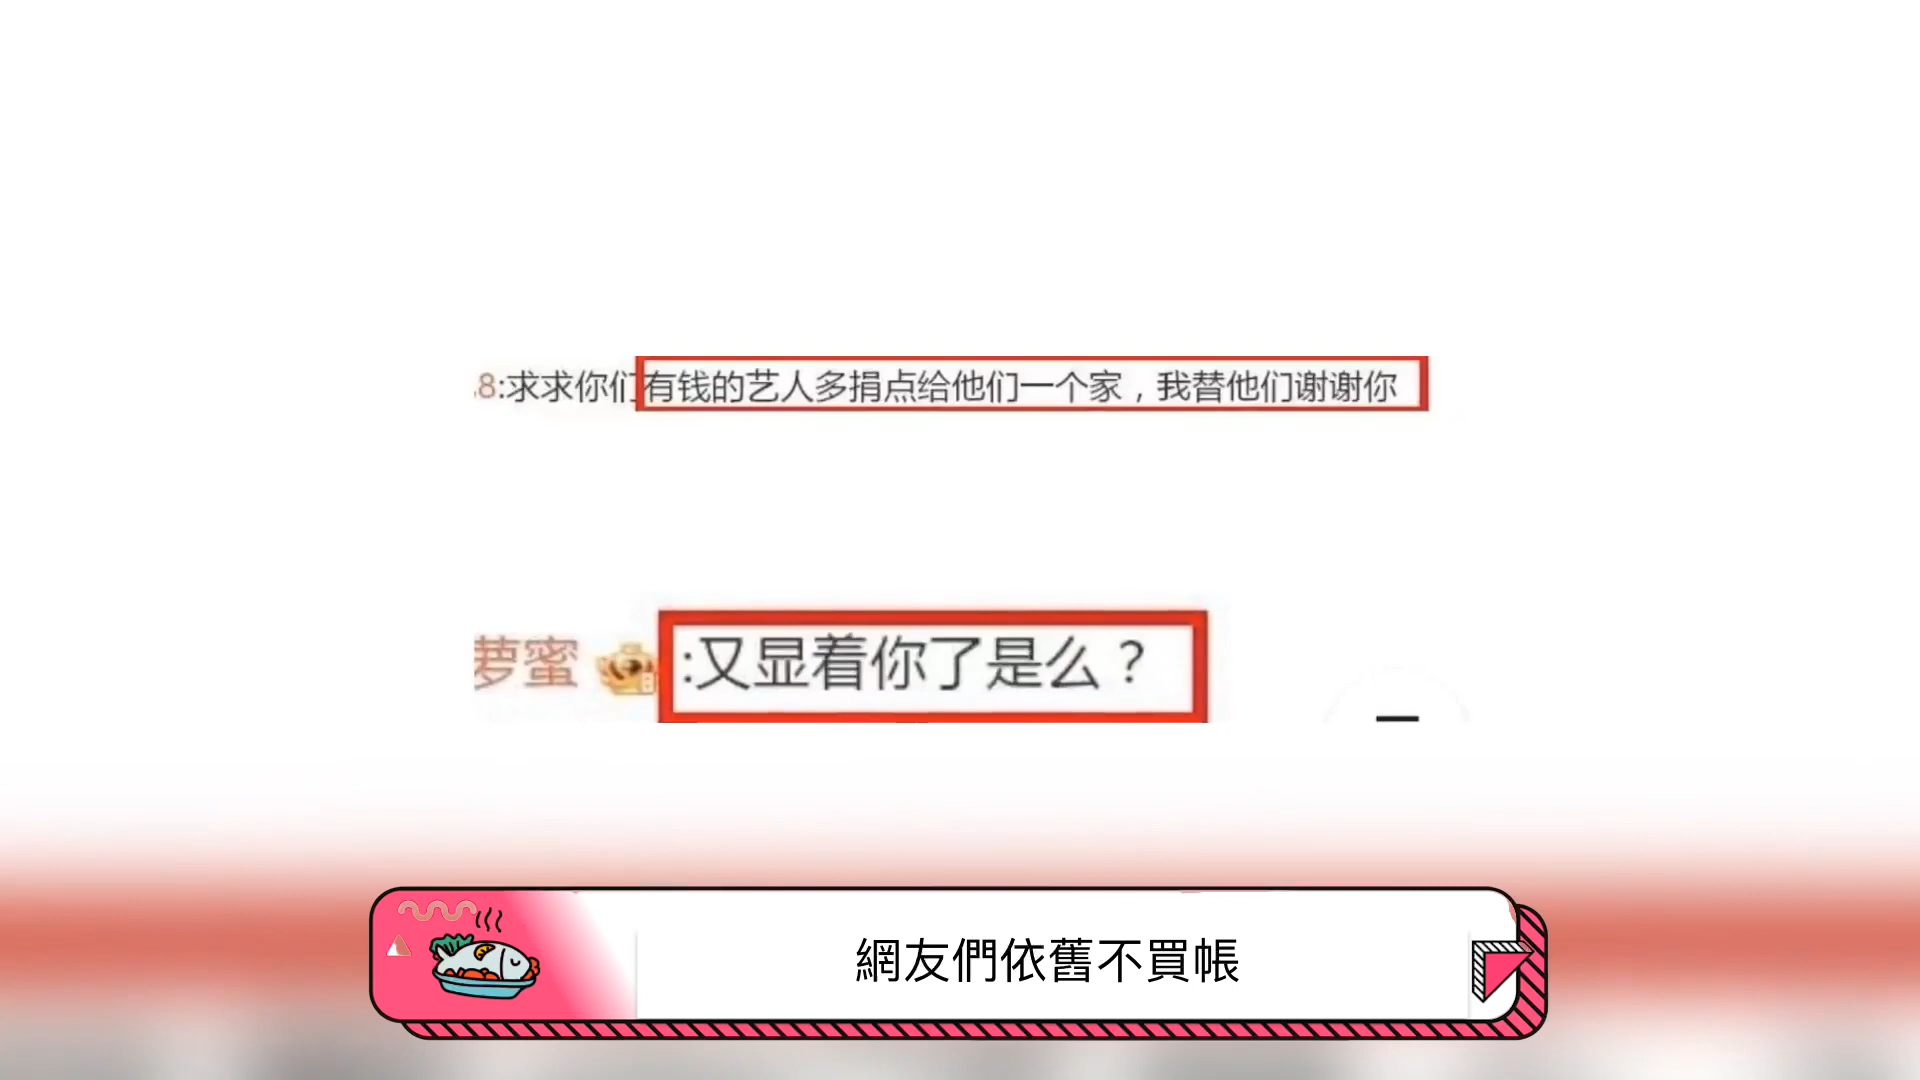 8:求求你们有钱的艺人多捐点给他们一个家，我替他们谢谢你
萝蜜:又显着你了是么？
網友們依舊不買帳